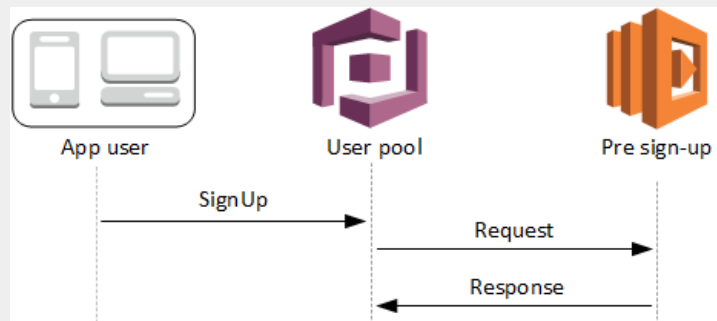 App user
User pool
Pre sign-up
SignUp
Request
Response